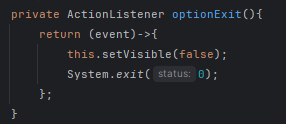 private ActionListener optionExit(){
return (event)->{
this.setVisible(false);
System.exit( status: 0);
};
}